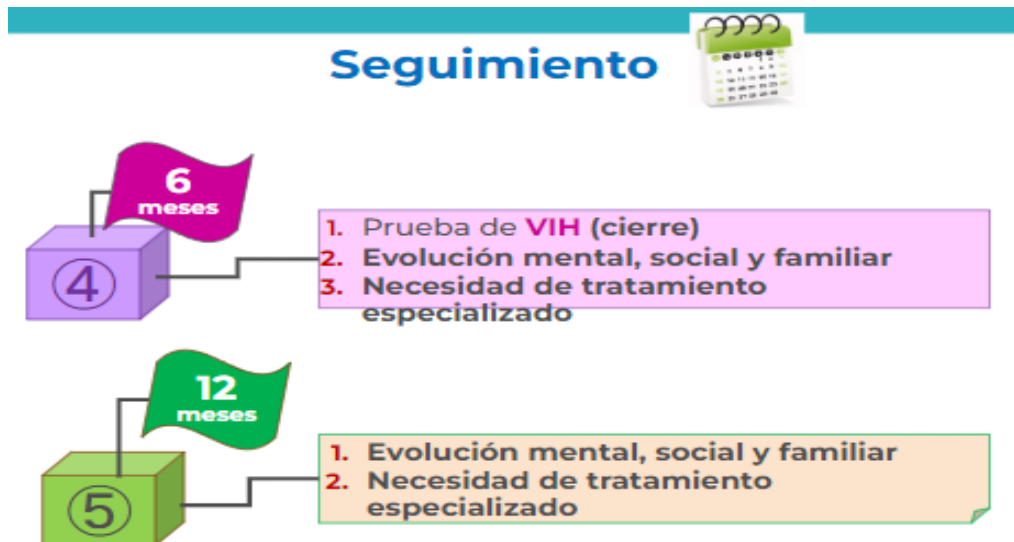 Seguimiento
6
meses
④
1. Prueba de VIH (cierre)
2. Evolución mental, social y familiar
3. Necesidad de tratamiento
especializado
12
meses
⑤
1. Evolución mental, social y familiar
2. Necesidad de tratamiento
especializado